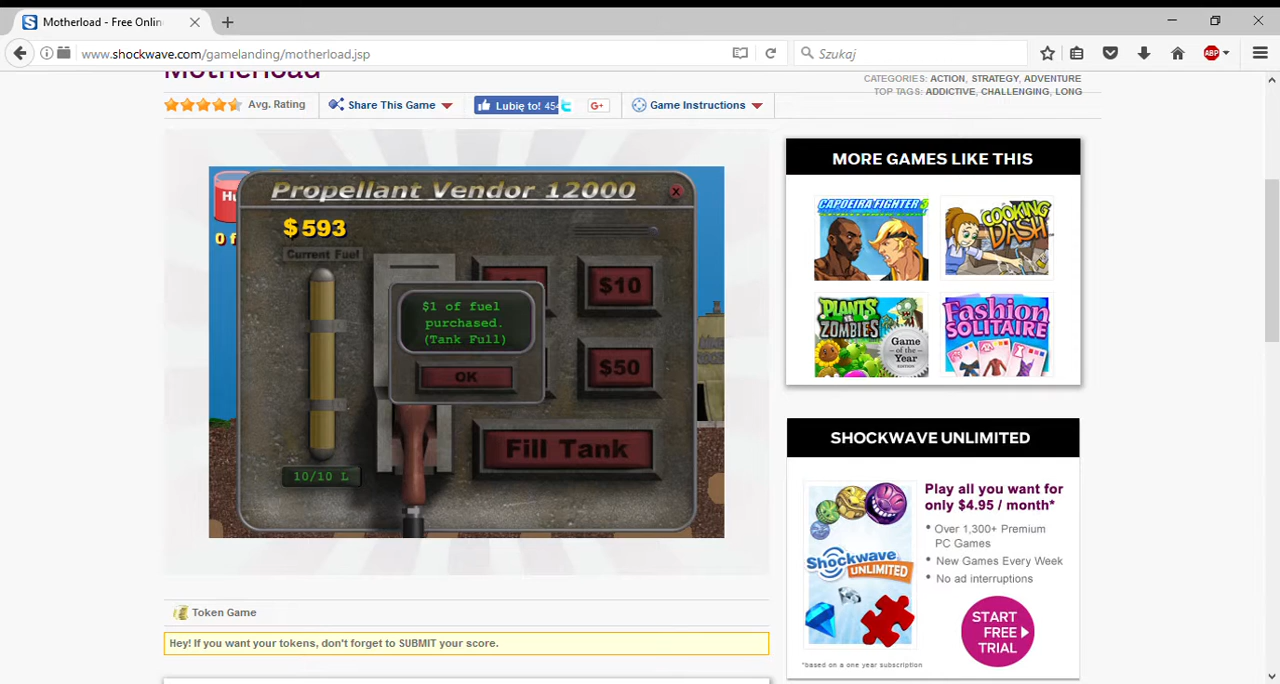 Motherload - Free Onlin
www.shockwave.com/gamelanding/motherload.jsp
Szukaj
ABP
Motherload
CATEGORIES: ACTION, STRATEGY, ADVENTURE
TOP TAGS: ADDICTIVE, CHALLENGING, LONG
Avg. Rating
Share This Game
Lubię to! 454
G+
Game Instructions
Propellant Vendor 12000
Hu
$593
0 f
Current Fuel
$10
$1 of fuel
purchased.
(Tank Full)
OK
$50
Fill Tank
10/10 L
Token Game
Hey! If you want your tokens, don't forget to SUBMIT your score.
MORE GAMES LIKE THIS
CAPOEIRA FIGHTER
COOKING
DASH
PLANTS
VS.
ZOMBIES
Game
of the
Year
EDITION
Fashion
SOLITAIRE
SHOCKWAVE UNLIMITED
Play all you want for
only $4.95 / month*
• Over 1,300+ Premium
PC Games
• New Games Every Week
• No ad interruptions
Shockwave
UNLIMITED
START
FREE
TRIAL
*based on a one year subscription